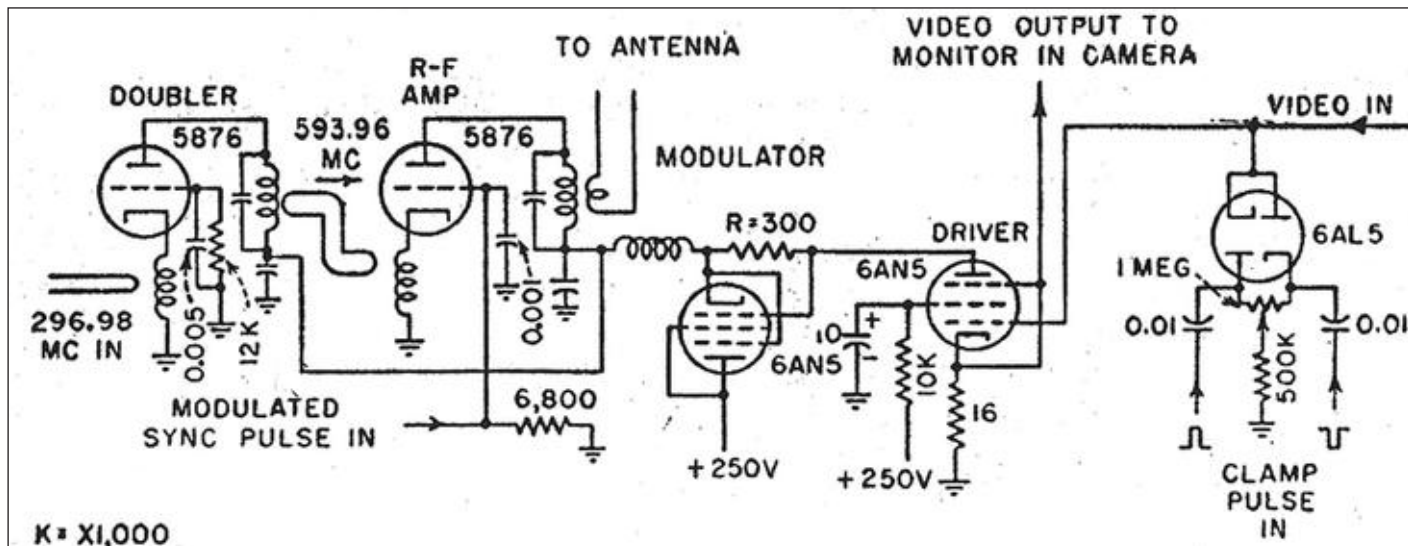 VIDEO OUTPUT TO
MONITOR IN CAMERA
TO ANTENNA
R-F
AMP
DOUBLER
5876
593.96
MC
5876
MODULATOR
VIDEO IN
R=300
DRIVER
6AN5
6AL5
1 MEG
0.01
0.01
296.98
MC IN
0.005
12K
0.001
10
+
-
6AN5
10K
500K
16
MODULATED
SYNC PULSE IN
6,800
+250V
+250V
CLAMP
PULSE
IN
K= X1,000